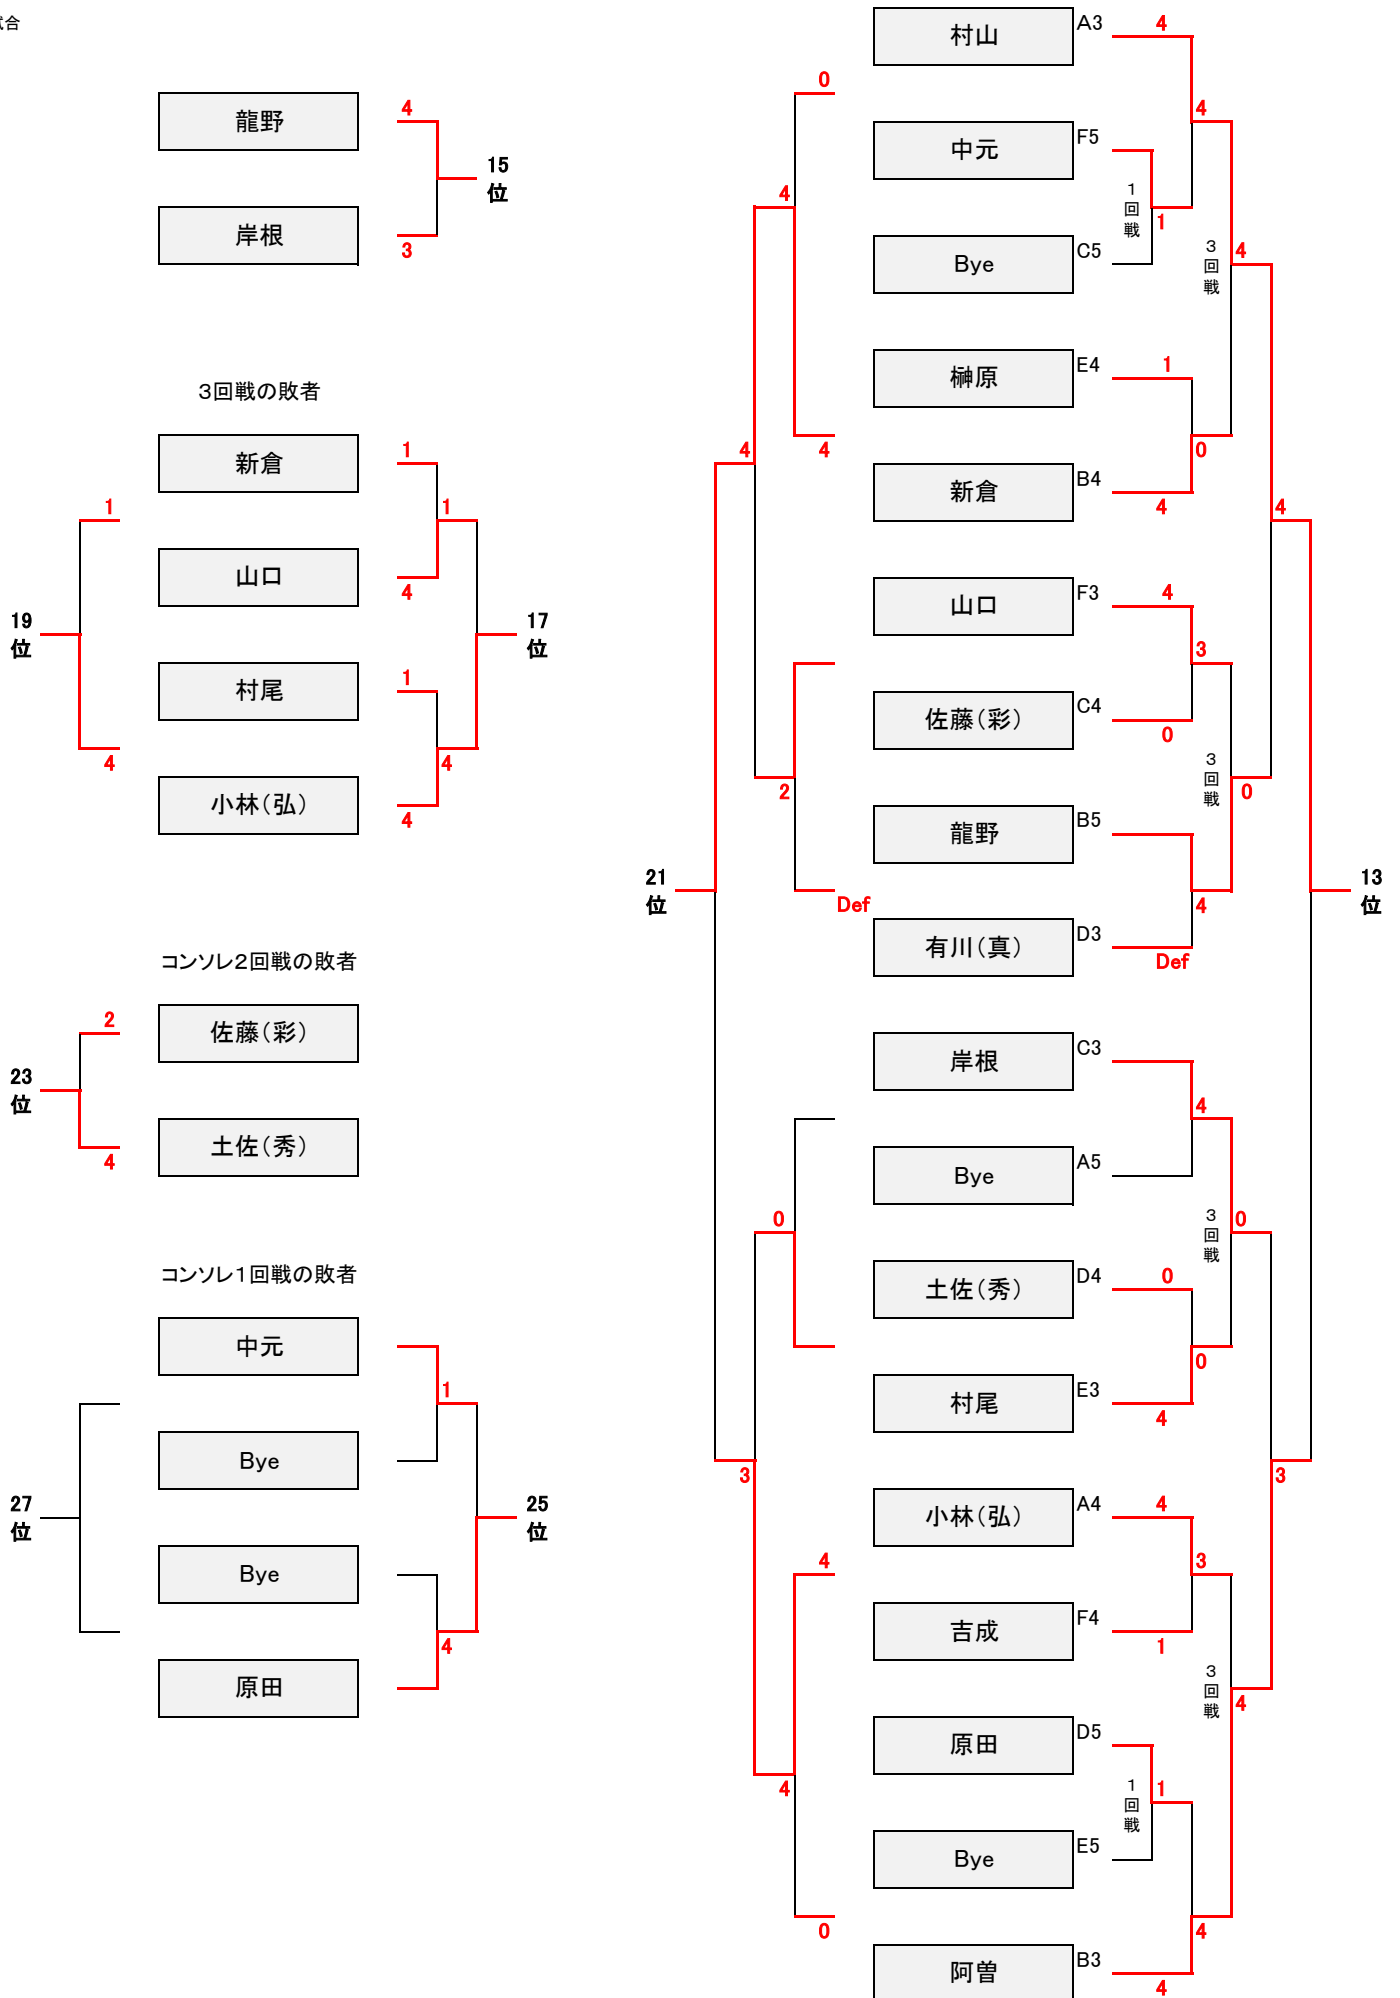 試合
龍野
4
15
位
岸根
3
3回戦の敗者
新倉
1
1
1
山口
4
19
位
17
位
村尾
1
4
4
小林（弘）
4
コンソレ2回戦の敗者
2
佐藤（彩）
23
位
土佐（秀）
4
コンソレ1回戦の敗者
中元
1
Bye
27
位
25
位
Bye
4
原田
村山
A3
4
0
4
中元
F5
1
回
戦
1
4
Bye
C5
3
回
戦
4
榊原
E4
1
4
4
0
新倉
B4
4
4
山口
F3
4
3
佐藤（彩）
C4
0
3
回
戦
2
0
龍野
B5
21
位
13
位
Def
4
有川（真）
D3
Def
岸根
C3
4
Bye
A5
0
3
回
戦
0
土佐（秀）
D4
0
0
村尾
E3
4
3
3
小林（弘）
A4
4
4
3
吉成
F4
1
3
回
戦
4
原田
D5
1
回
戦
1
4
Bye
E5
0
4
阿曽
B3
4